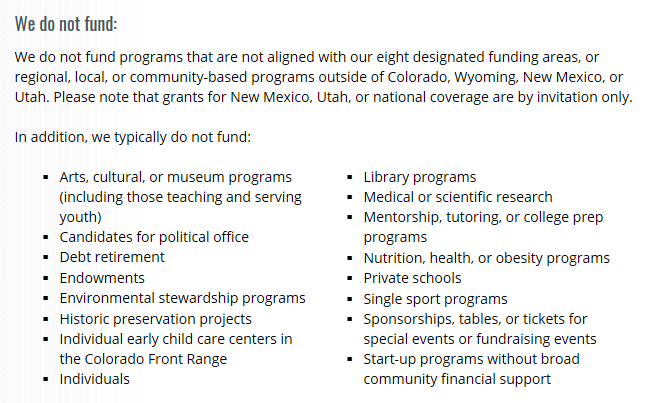 We do not fund:
We do not fund programs that are not aligned with our eight designated funding areas, or
regional, local, or community-based programs outside of Colorado, Wyoming, New Mexico, or
Utah. Please note that grants for New Mexico, Utah, or national coverage are by invitation only.
In addition, we typically do not fund:
▪ Arts, cultural, or museum programs
(including those teaching and serving
youth)
▪ Candidates for political office
▪ Debt retirement
▪ Endowments
▪ Environmental stewardship programs
▪ Historic preservation projects
▪ Individual early child care centers in
the Colorado Front Range
▪ Individuals
▪ Library programs
▪ Medical or scientific research
▪ Mentorship, tutoring, or college prep
programs
▪ Nutrition, health, or obesity programs
▪ Private schools
▪ Single sport programs
▪ Sponsorships, tables, or tickets for
special events or fundraising events
▪ Start-up programs without broad
community financial support